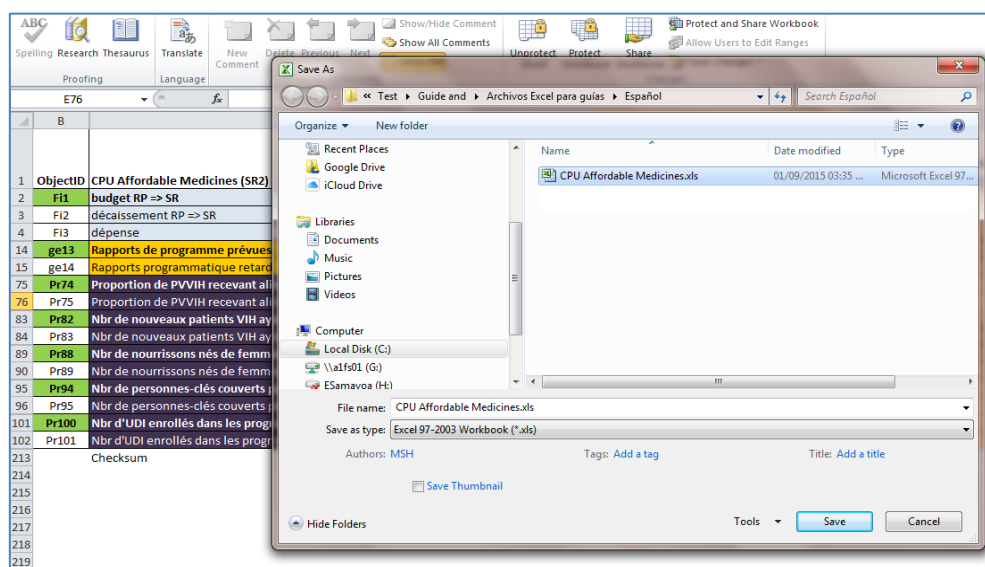 ABC
Spelling Research Thesaurus
Translate
New Comment
Delete Previous Next
Show/Hide Comment
Show All Comments
Unprotect Protect Share
Protect and Share Workbook
Allow Users to Edit Ranges
Proofing
Language
E76
fx
B
1 ObjectID CPU Affordable Medicines (SR2)
2 Fi1 budget RP => SR
3 Fi2 décaissement RP => SR
4 Fi3 dépense
14 ge13 Rapports de programme prévues
15 ge14 Rapports programmatique retard
75 Pr74 Proportion de PVVIH recevant ali
76 Pr75 Proportion de PVVIH recevant ali
83 Pr82 Nbr de nouveaux patients VIH ay
84 Pr83 Nbr de nouveaux patients VIH ay
89 Pr88 Nbr de nourrissons nés de femm
90 Pr89 Nbr de nourrissons nés de femm
95 Pr94 Nbr de personnes-clés couverts p
96 Pr95 Nbr de personnes-clés couverts p
101 Pr100 Nbr d'UDI enrollés dans les progr
102 Pr101 Nbr d'UDI enrollés dans les progr
213 Checksum
214
215
216
217
218
219
Save As
« Test Guide and Archivos Excel para guías Español
Search Español
Organize New folder
Recent Places
Google Drive
iCloud Drive
Libraries
Documents
Music
Pictures
Videos
Computer
Local Disk (C:)
\\a1fs01 (G:)
ESamayoa (H:)
Name Date modified Type
CPU Affordable Medicines.xls 01/09/2015 03:35 ... Microsoft Excel 97...
File name: CPU Affordable Medicines.xls
Save as type: Excel 97-2003 Workbook (*.xls)
Authors: MSH Tags: Add a tag Title: Add a title
Save Thumbnail
Hide Folders
Tools Save Cancel